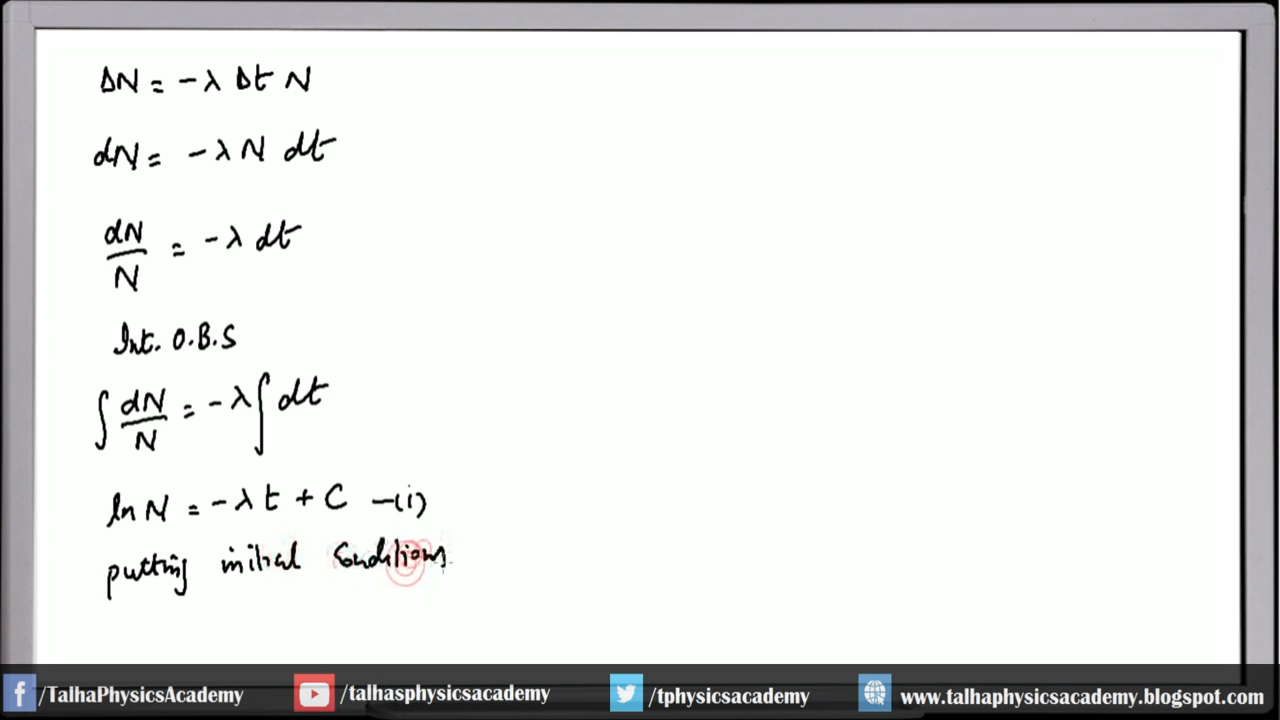 ΔN = -λ Δt N
dN = -λ N dt
dN/N = -λ dt
Int. O.B.S
∫ dN/N = -λ ∫ dt
ln N = -λ t + C -(i)
putting initial conditions
/TalhaPhysicsAcademy /talhasphysicsacademy /tphysicsacademy www.talhaphysicsacademy.blogspot.com